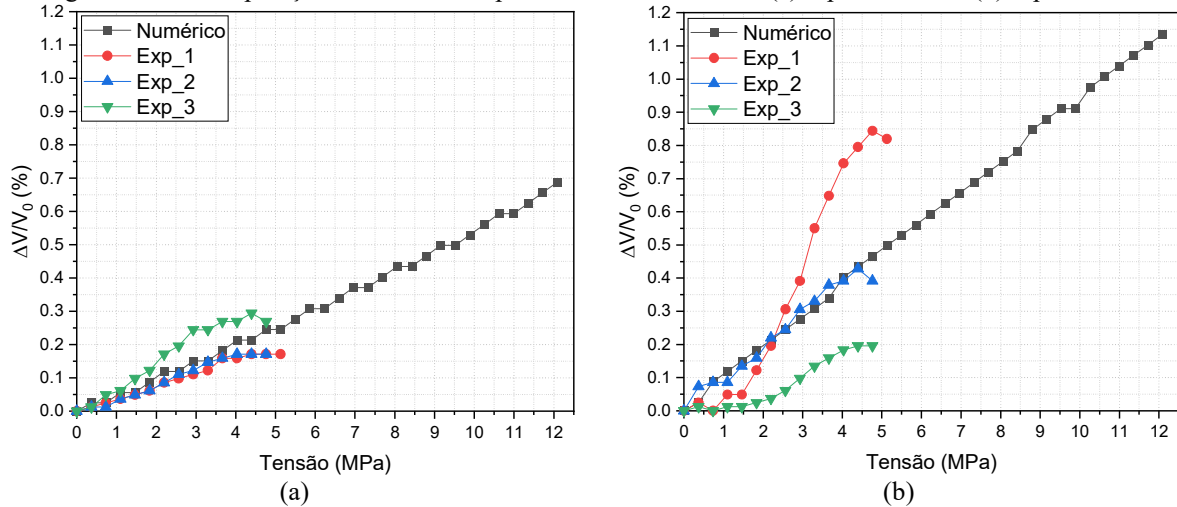 1.2
1.1
1.0
0.9
0.8
0.7
0.6
0.5
0.4
0.3
0.2
0.1
0.0
ΔV/V0 (%)
Numérico
Exp_1
Exp_2
Exp_3
0 1 2 3 4 5 6 7 8 9 10 11 12
Tensão (MPa)
(a)
1.2
1.1
1.0
0.9
0.8
0.7
0.6
0.5
0.4
0.3
0.2
0.1
0.0
ΔV/V0 (%)
Numérico
Exp_1
Exp_2
Exp_3
0 1 2 3 4 5 6 7 8 9 10 11 12
Tensão (MPa)
(b)